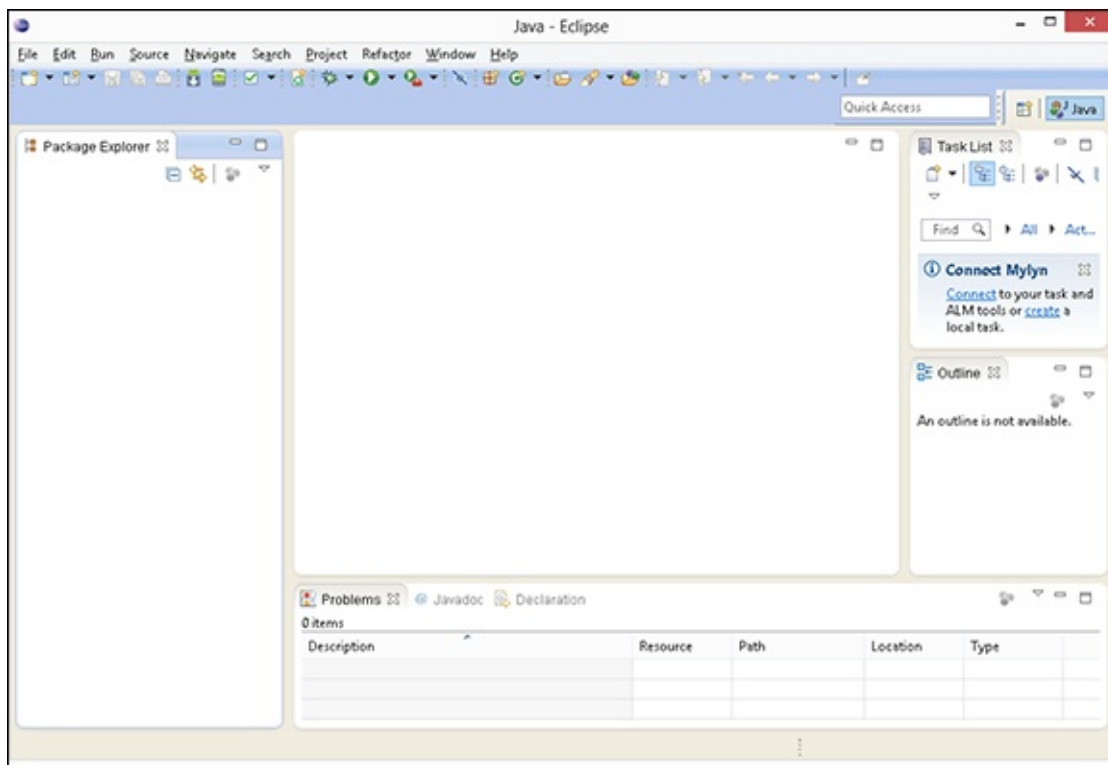 Java - Eclipse
File Edit Run Source Navigate Search Project Refactor Window Help
Quick Access
Java
Package Explorer
Task List
Find All Act...
Connect Mylyn
Connect to your task and
ALM tools or create a
local task.
Outline
An outline is not available.
Problems Javadoc Declaration
0 items
Description Resource Path Location Type